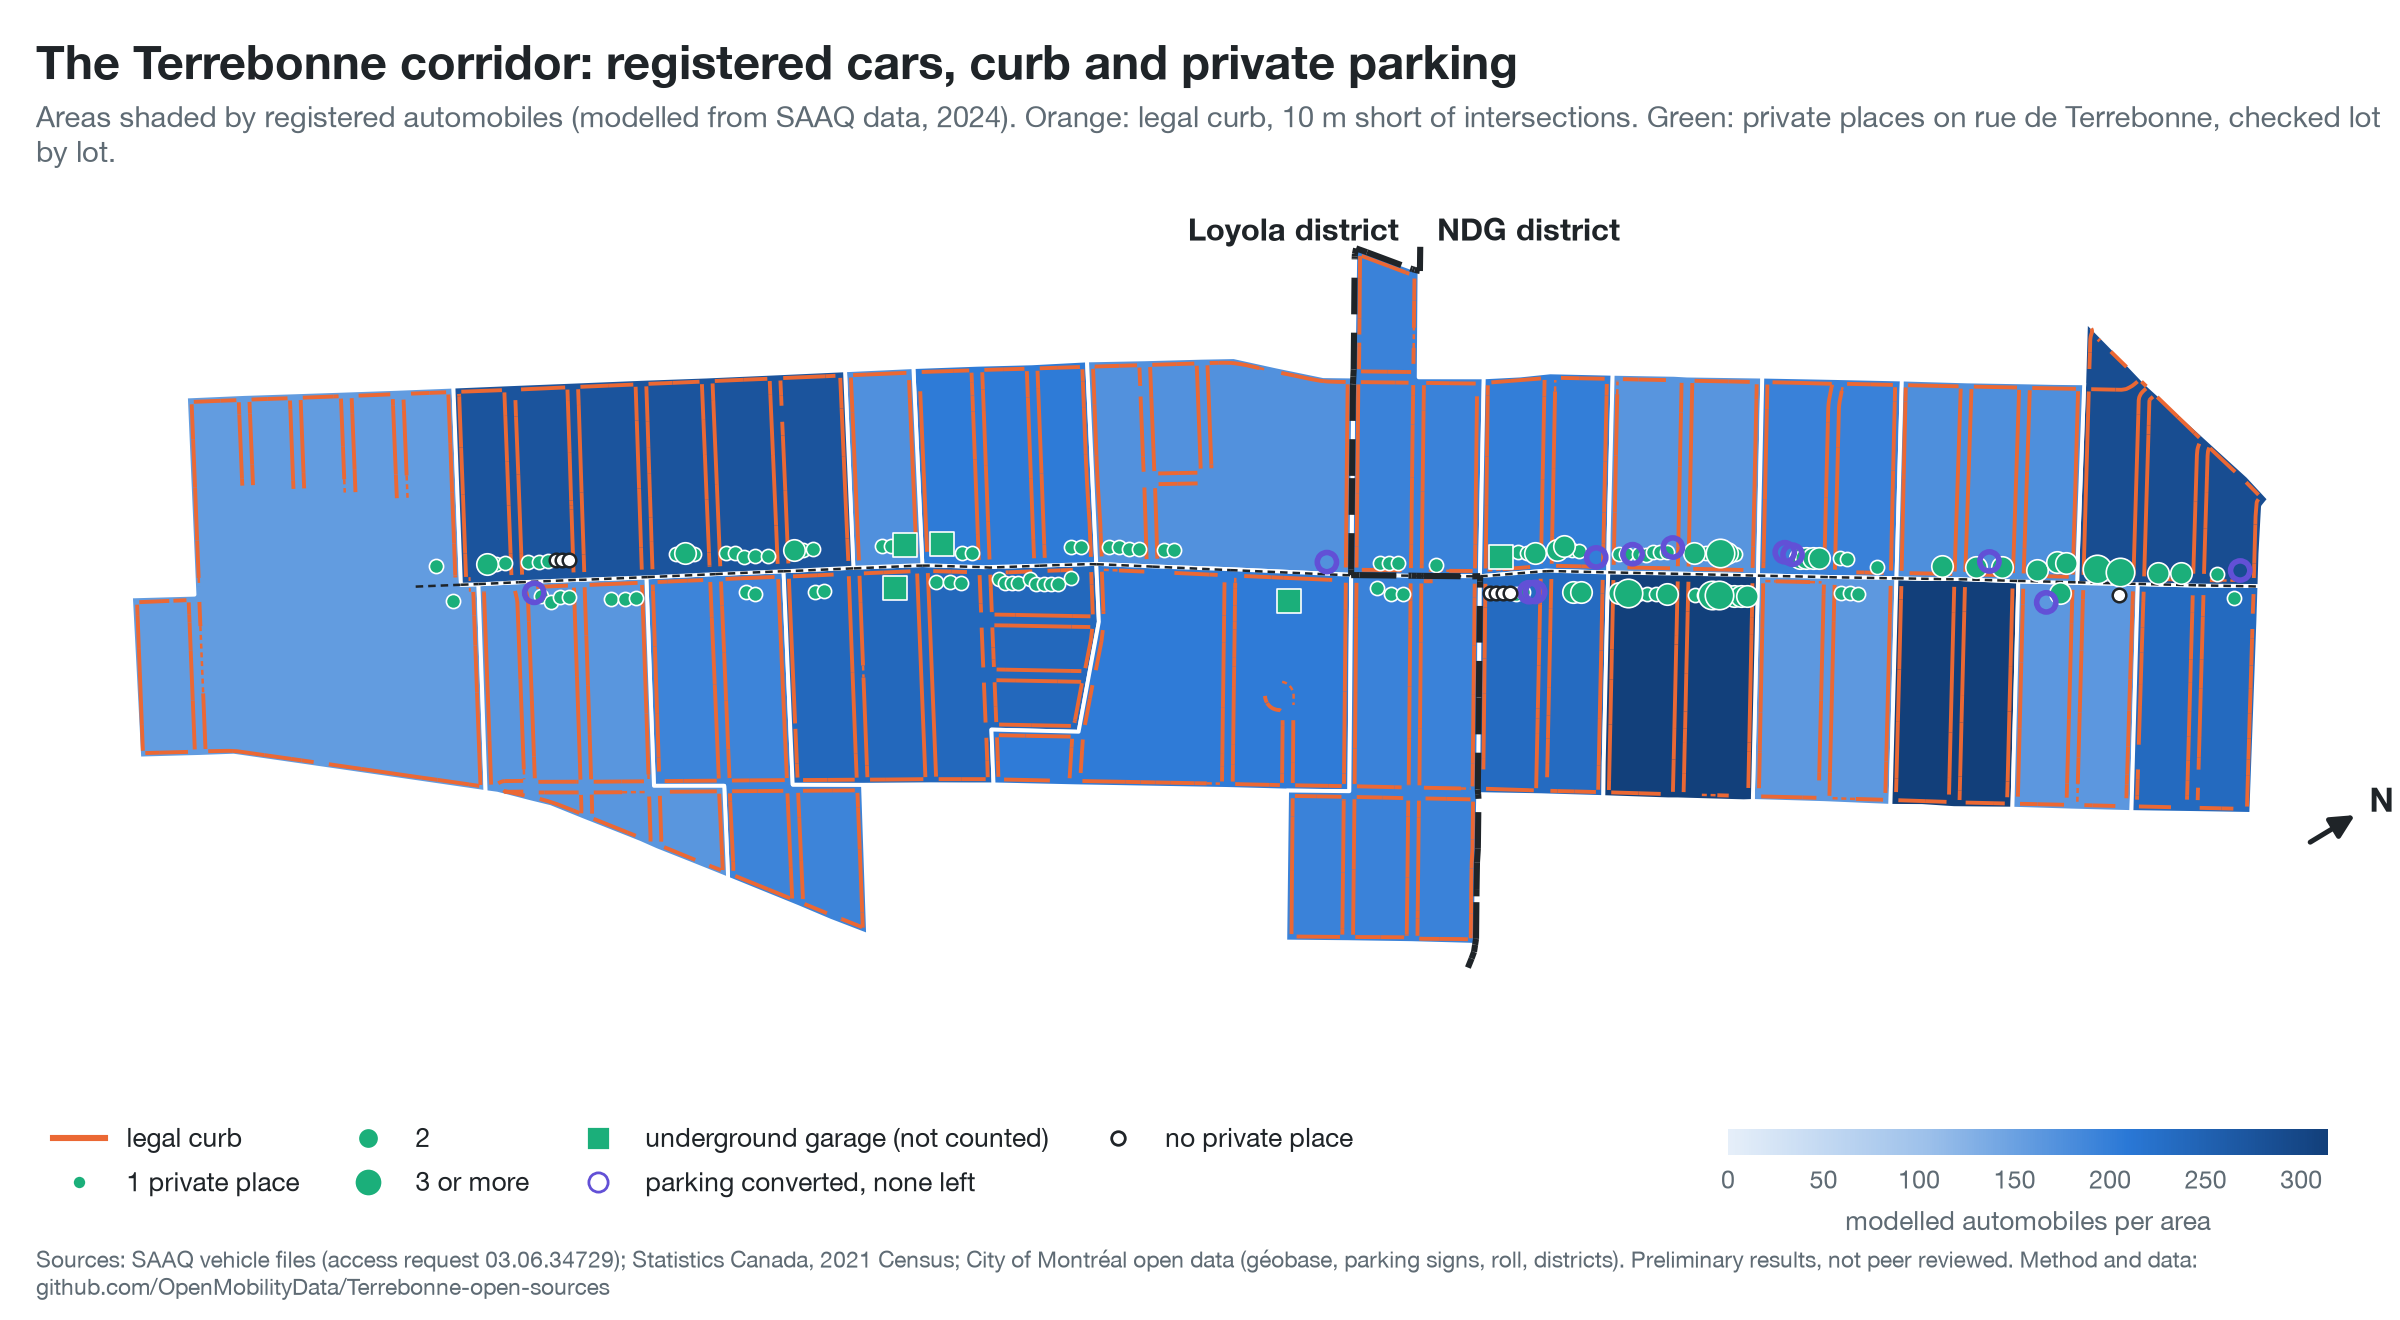 The Terrebonne corridor: registered cars, curb and private parking
Areas shaded by registered automobiles (modelled from SAAQ data, 2024). Orange: legal curb, 10 m short of intersections. Green: private places on rue de Terrebonne, checked lot
by lot.
Loyola district
NDG district
N
legal curb
1 private place
2
3 or more
underground garage (not counted)
parking converted, none left
no private place
0 50 100 150 200 250 300
modelled automobiles per area
Sources: SAAQ vehicle files (access request 03.06.34729); Statistics Canada, 2021 Census; City of Montréal open data (géobase, parking signs, roll, districts). Preliminary results, not peer reviewed. Method and data:
github.com/OpenMobilityData/Terrebonne-open-sources